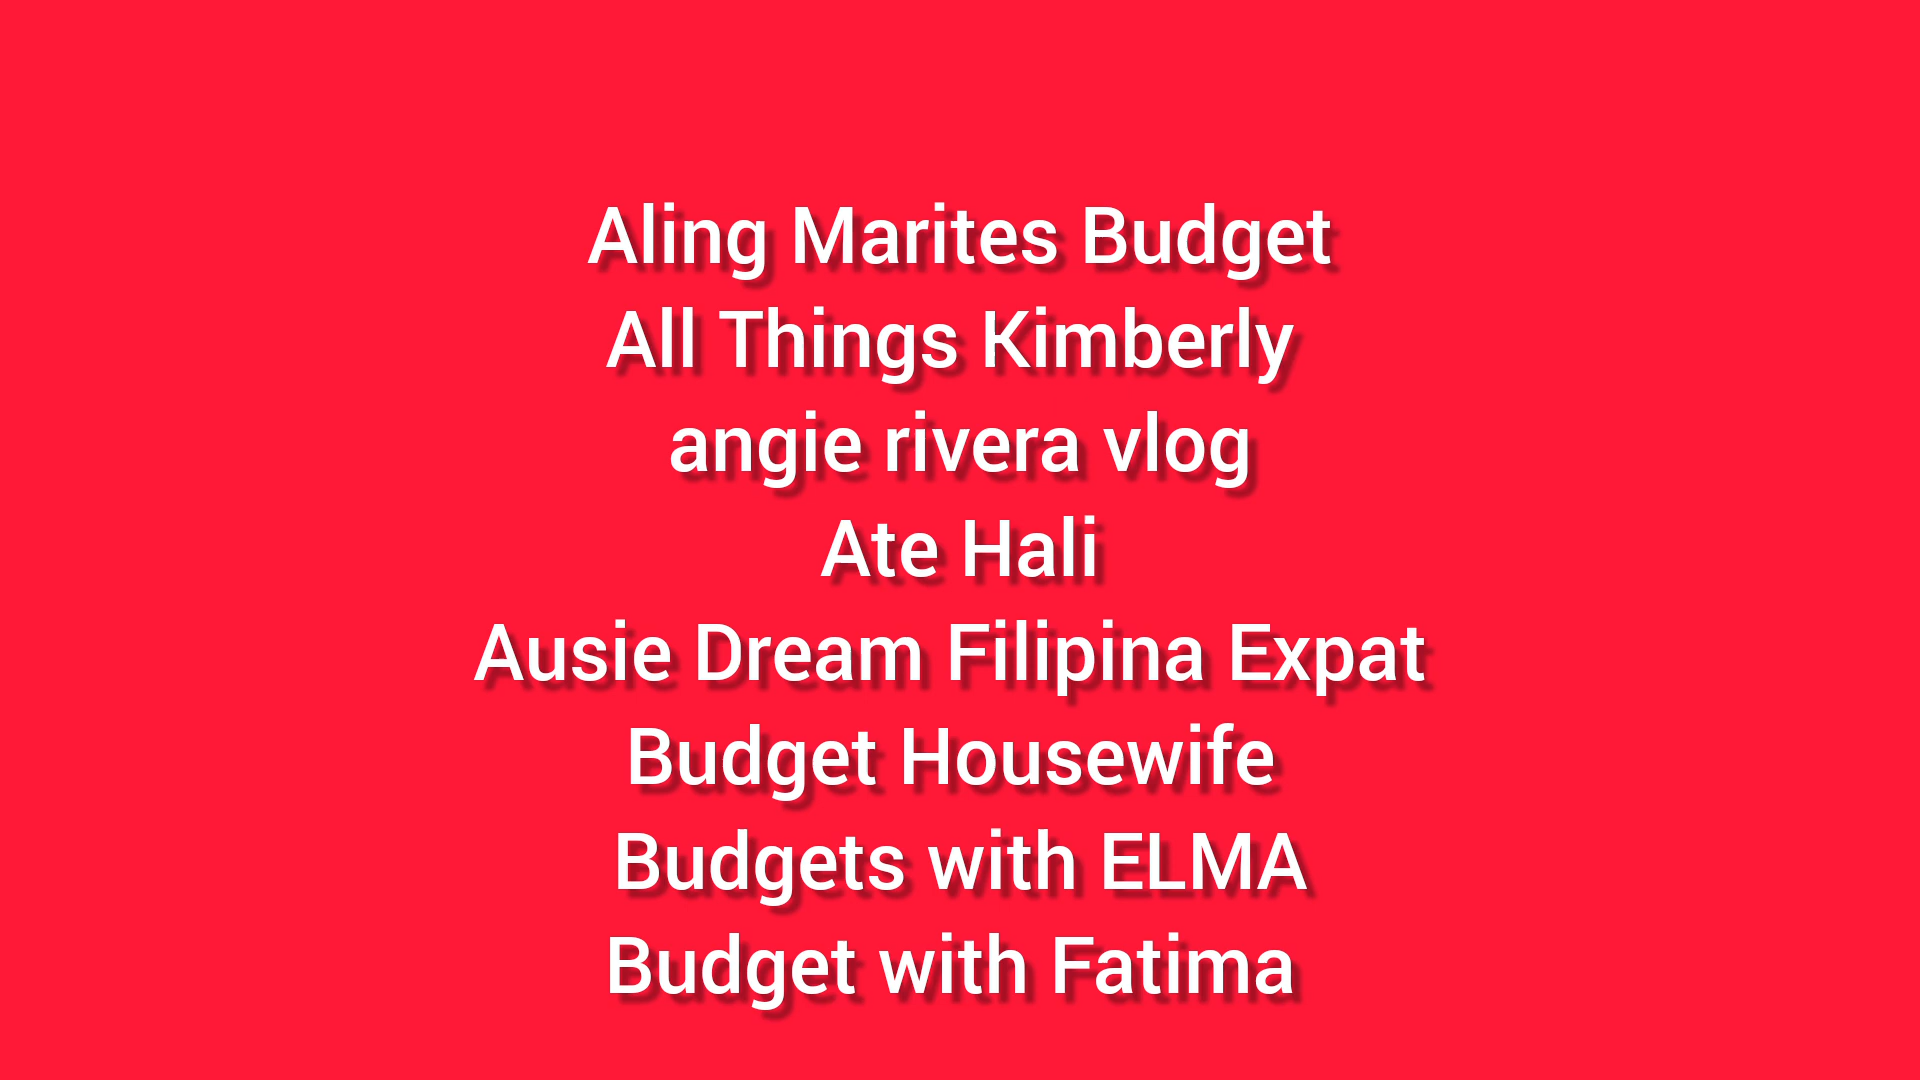 Aling Marites Budget
All Things Kimberly
angie rivera vlog
Ate Hali
Ausie Dream Filipina Expat
Budget Housewife
Budgets with ELMA
Budget with Fatima